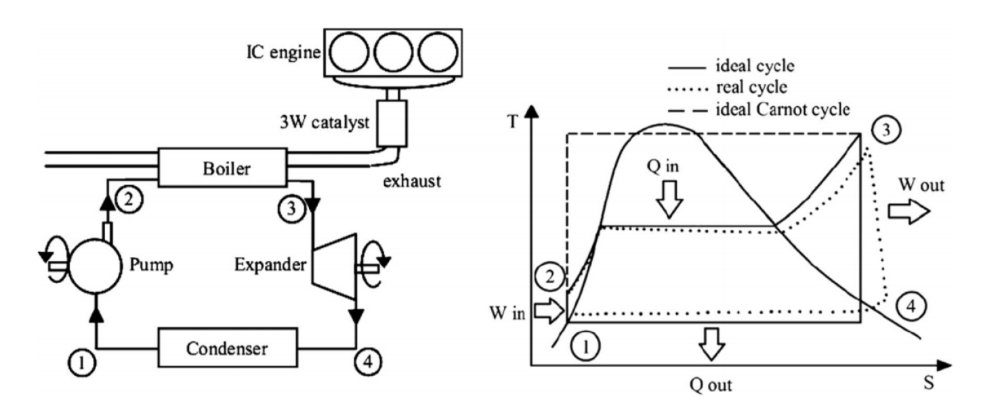 IC engine
3W catalyst
Boiler
exhaust
2
3
Pump
Expander
Condenser
1
4
ideal cycle
real cycle
ideal Carnot cycle
T
3
Q in
W out
2
W in
4
1
Q out
S